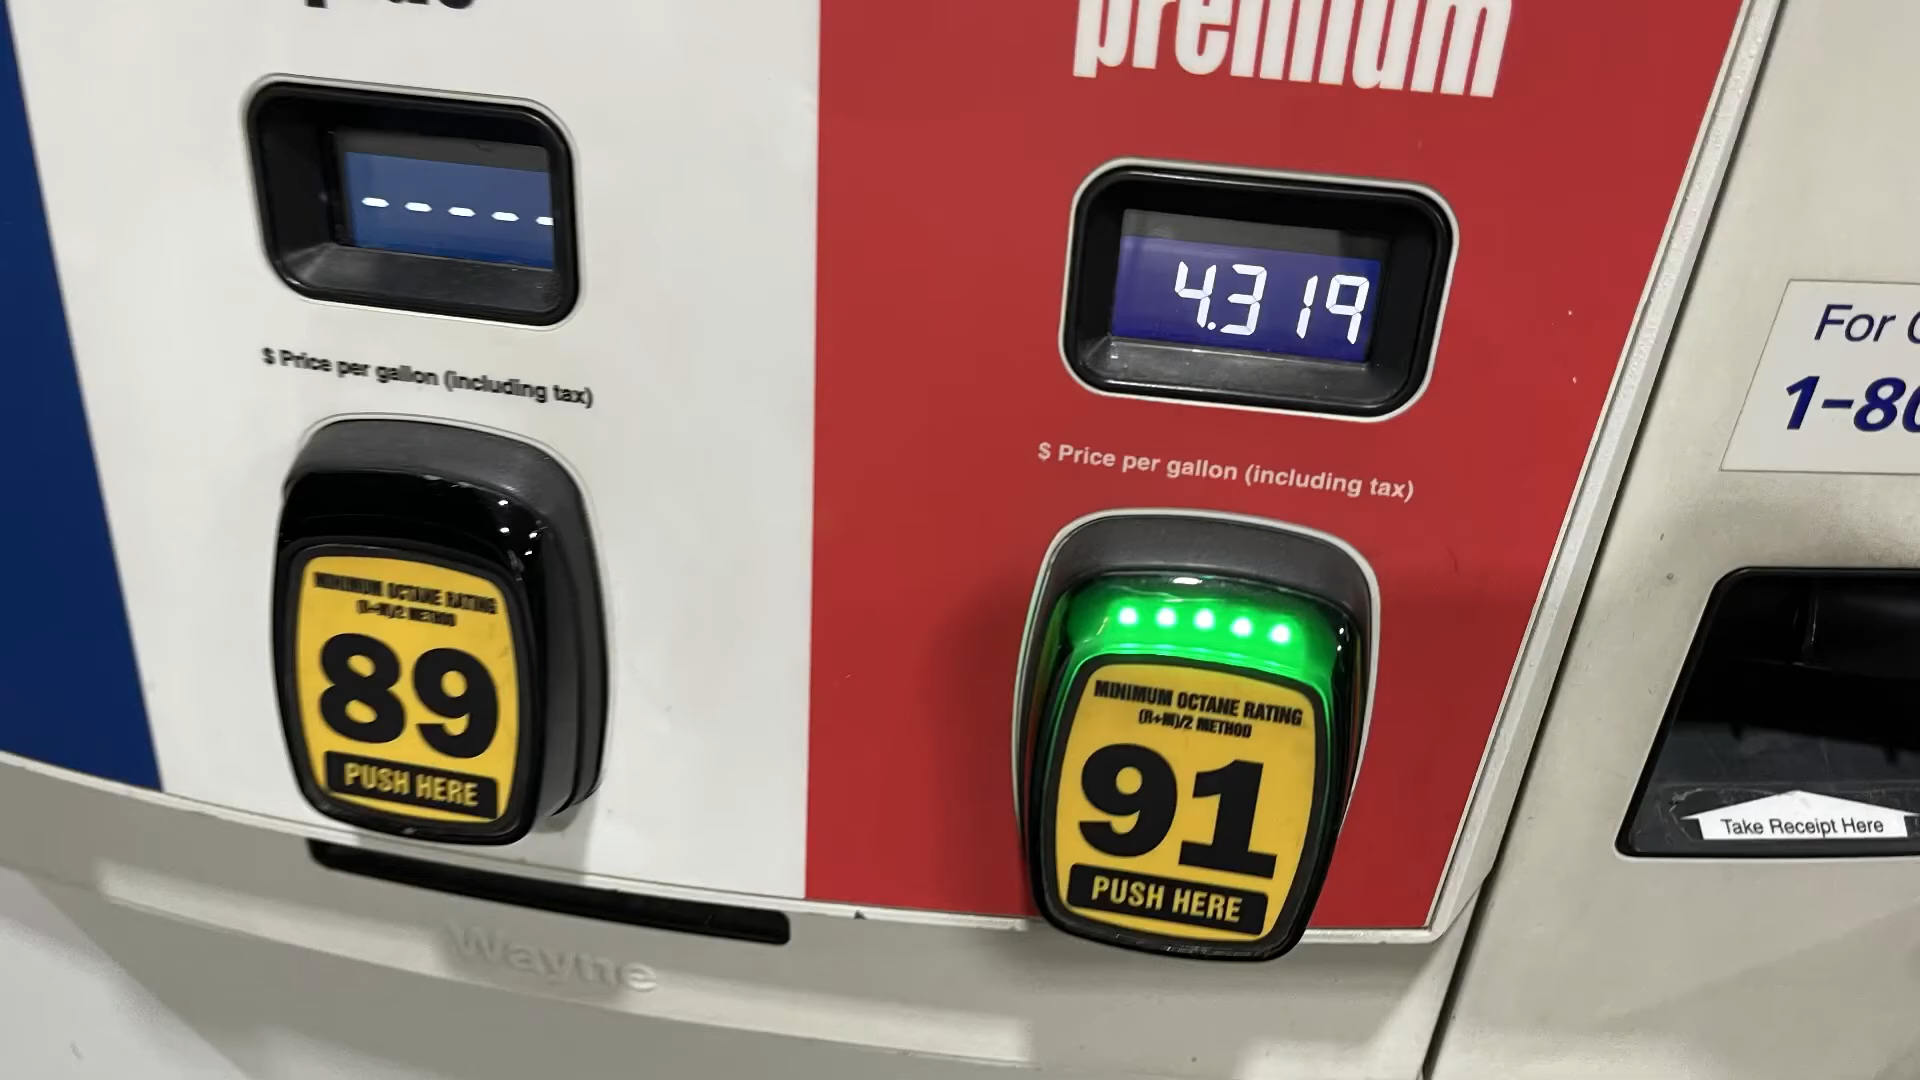 premium
- - - - -
4.319
$ Price per gallon (including tax)
$ Price per gallon (including tax)
For
1-80
MINIMUM OCTANE RATING
(R+M)/2 METHOD
89
PUSH HERE
MINIMUM OCTANE RATING
(R+M)/2 METHOD
91
PUSH HERE
Take Receipt Here
Wayne